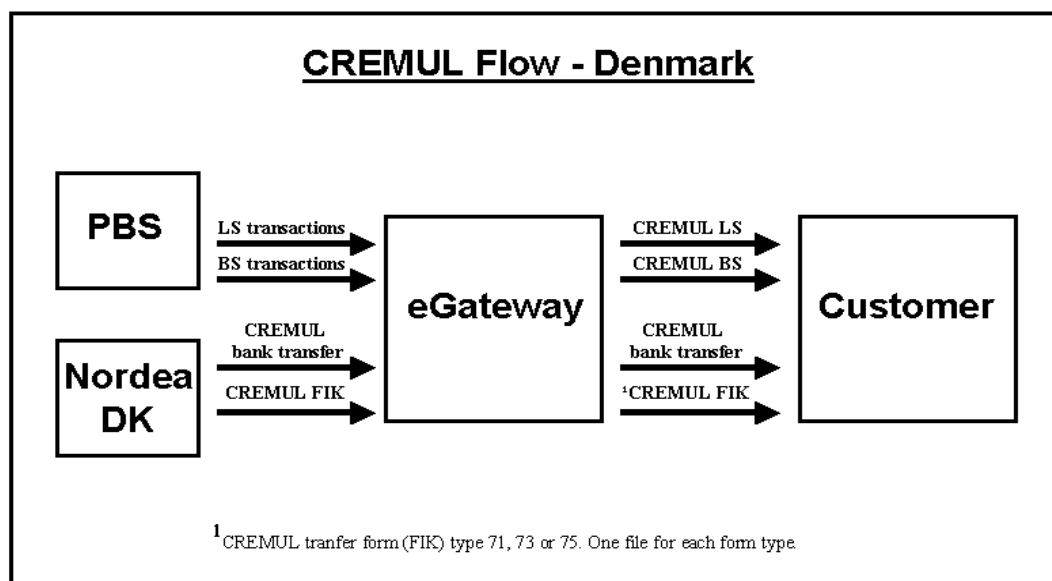 CREMUL Flow - Denmark
PBS
LS transactions
BS transactions
Nordea
DK
CREMUL
bank transfer
CREMUL FIK
eGateway
CREMUL LS
CREMUL BS
CREMUL
bank transfer
¹CREMUL FIK
Customer
¹CREMUL tranfer form (FIK) type 71, 73 or 75. One file for each form type.